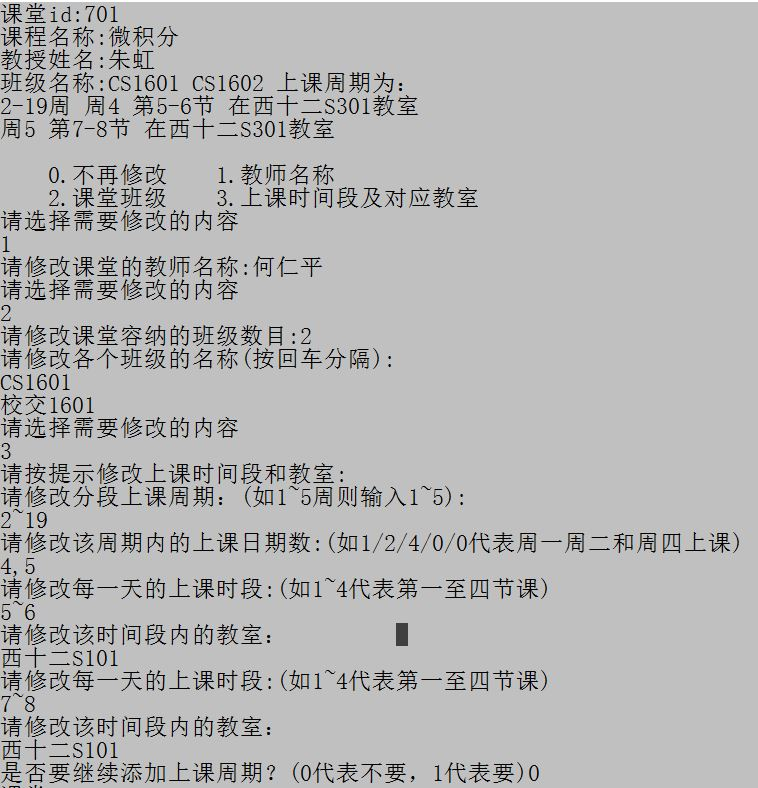 课堂id:701
课程名称:微积分
教授姓名:朱虹
班级名称:CS1601 CS1602 上课周期为:
2-19周 周4 第5-6节 在西十二S301教室
周5 第7-8节 在西十二S301教室
0.不再修改 1.教师名称
2.课堂班级 3.上课时间段及对应教室
请选择需要修改的内容
1
请修改课堂的教师名称:何仁平
请选择需要修改的内容
2
请修改课堂容纳的班级数目:2
请修改各个班级的名称(按回车分隔):
CS1601
校交1601
请选择需要修改的内容
3
请按提示修改上课时间段和教室:
请修改分段上课周期：(如1~5周则输入1~5):
2~19
请修改该周期内的上课日期数:(如1/2/4/0/0代表周一周二和周四上课)
4,5
请修改每一天的上课时段:(如1~4代表第一至四节课)
5~6
请修改该时间段内的教室:
西十二S101
请修改每一天的上课时段:(如1~4代表第一至四节课)
7~8
请修改该时间段内的教室:
西十二S101
是否要继续添加上课周期？(0代表不要，1代表要)0